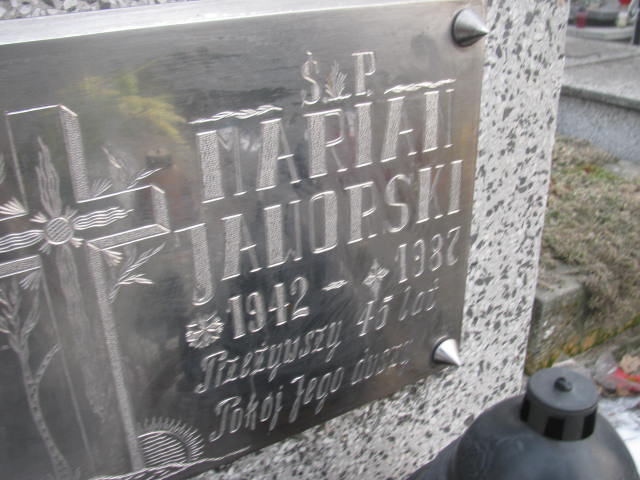 Ś.P.
MARIAN
JAWORSKI
1942 - 1987
Przeżywszy 45 lat
Pokój Jego duszy